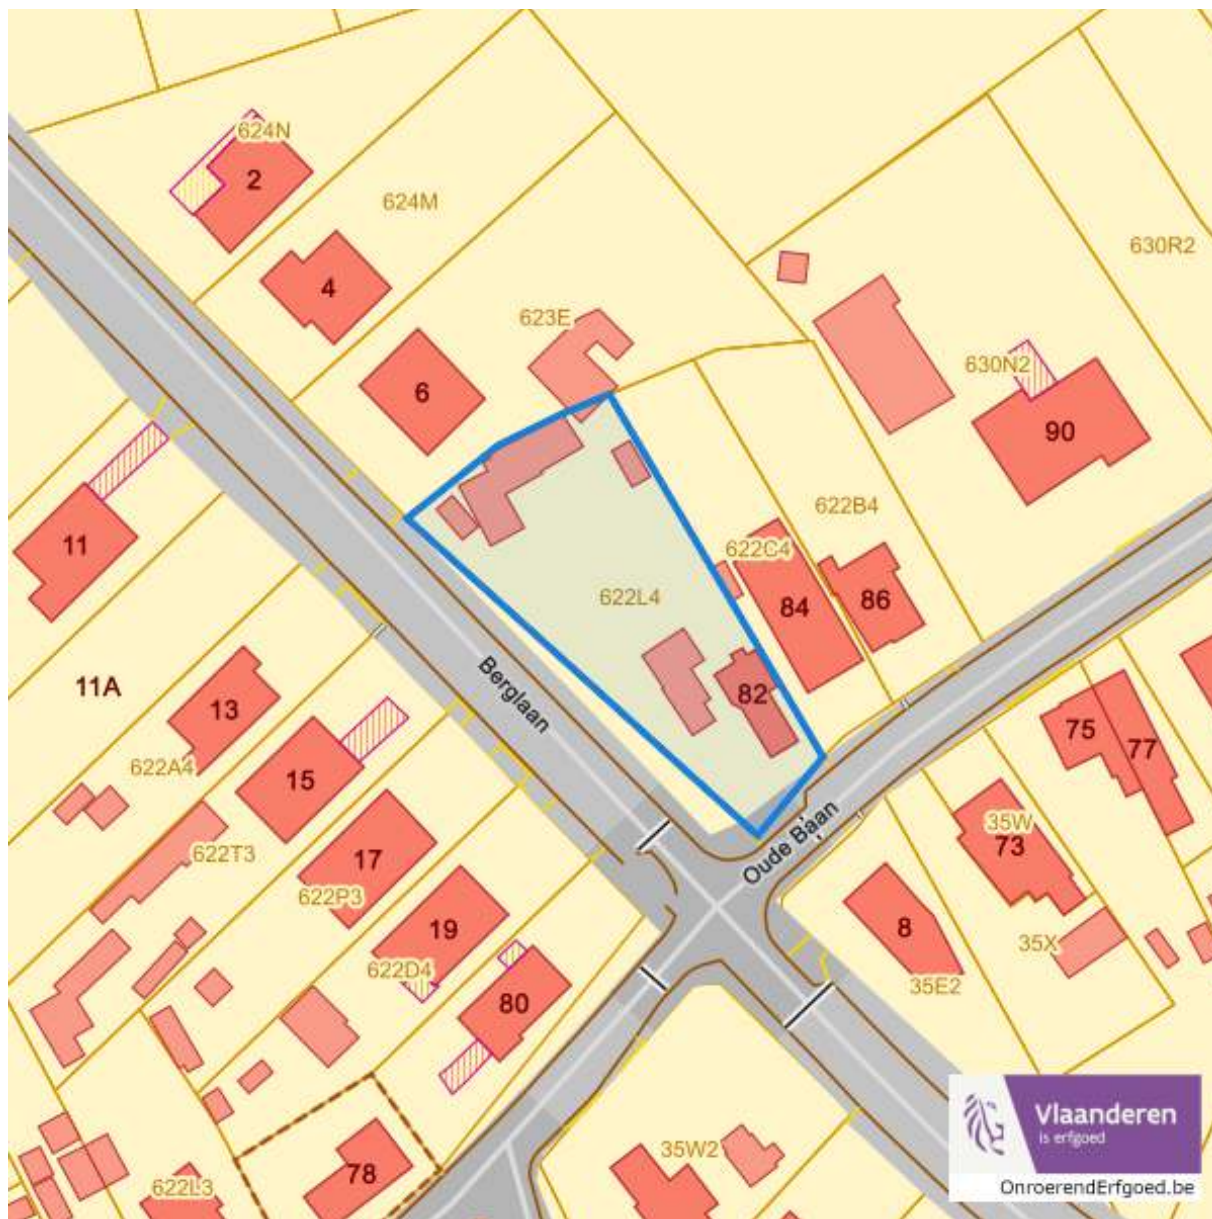 624N
2
624M
630R2
4
623E
6
630N2
90
622B4
11
622C4
622L4
84
86
82
Berglaan
11A
13
75
77
622A4
15
Oude Baan
35W
73
622T3
17
622P3
8
19
35X
622D4
35E2
80
Vlaanderen
is erfgoed
35W2
78
622L3
OnroerendErfgoed.be